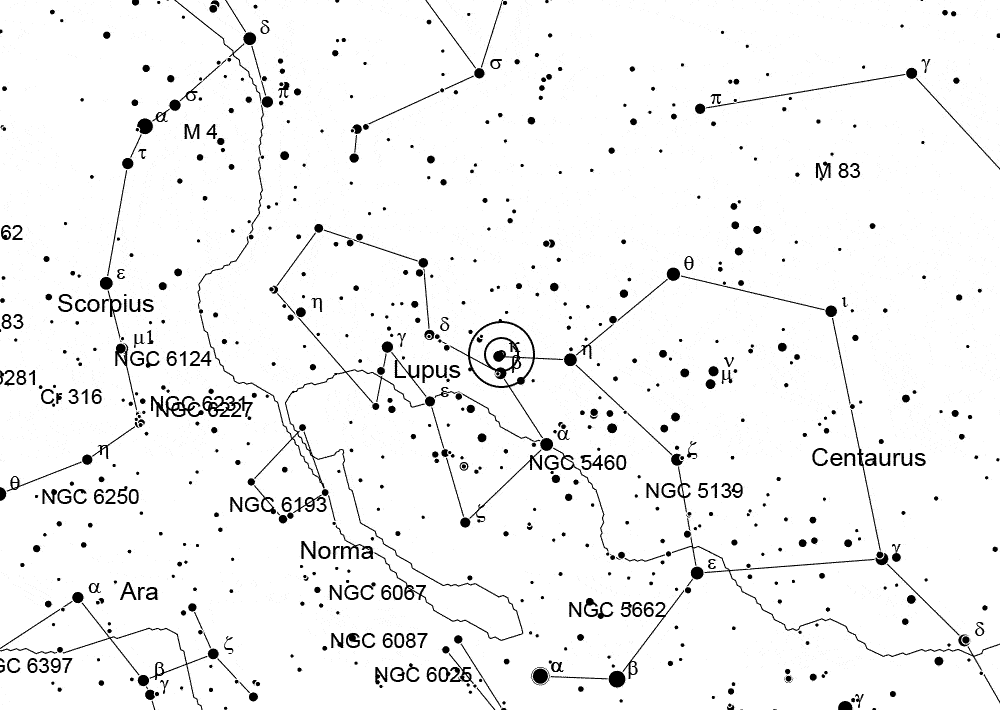 δ
σ
γ
σ
π
π
α
M 4
τ
M 83
62
θ
ε
Scorpius
η
ι
83
δ
μ1
γ
κ
η
NGC 6124
β
ν
Lupus
μ
281
ε
Cr 316
NGC 6231
NGC 6227
α
η
ζ
Centaurus
NGC 5460
θ
NGC 6250
NGC 5139
NGC 6193
ζ
Norma
γ
ε
α
Ara
NGC 6067
NGC 5662
δ
ζ
NGC 6087
GC 6397
β
α
β
NGC 6025
γ
γ